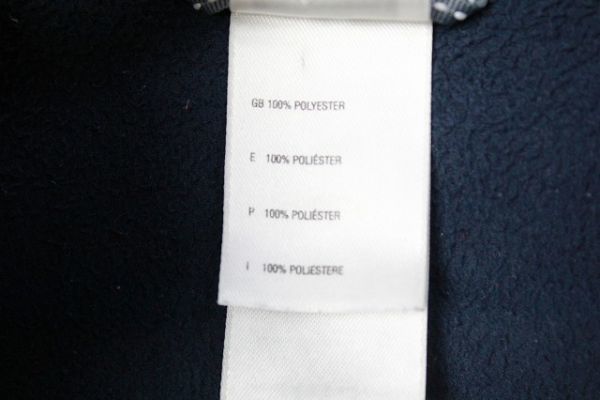 GB 100% POLYESTER
E 100% POLIÉSTER
P 100% POLIÉSTER
I 100% POLIESTERE